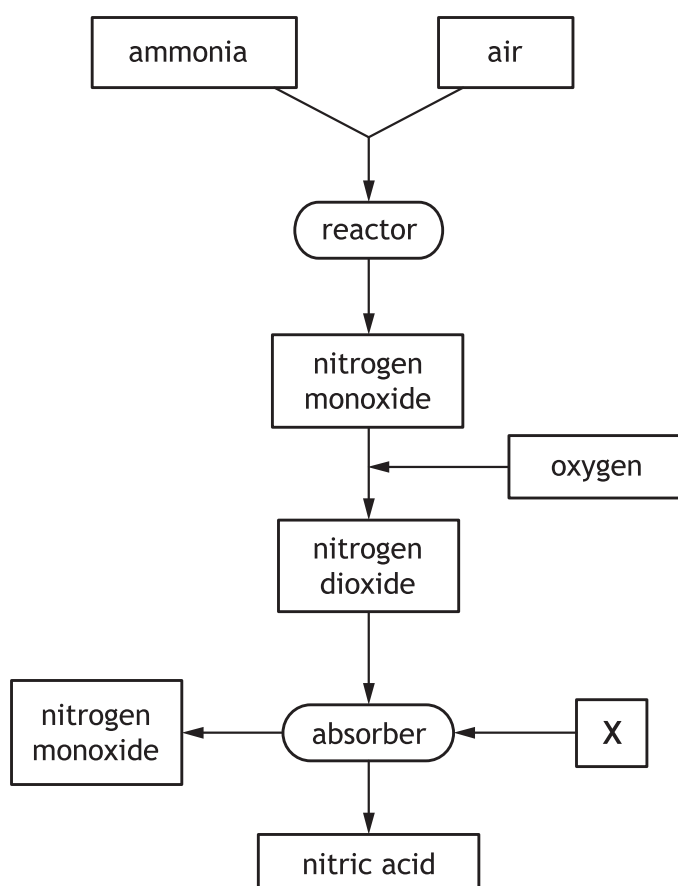 ammonia
air
reactor
nitrogen
monoxide
oxygen
nitrogen
dioxide
nitrogen
monoxide
absorber
X
nitric acid